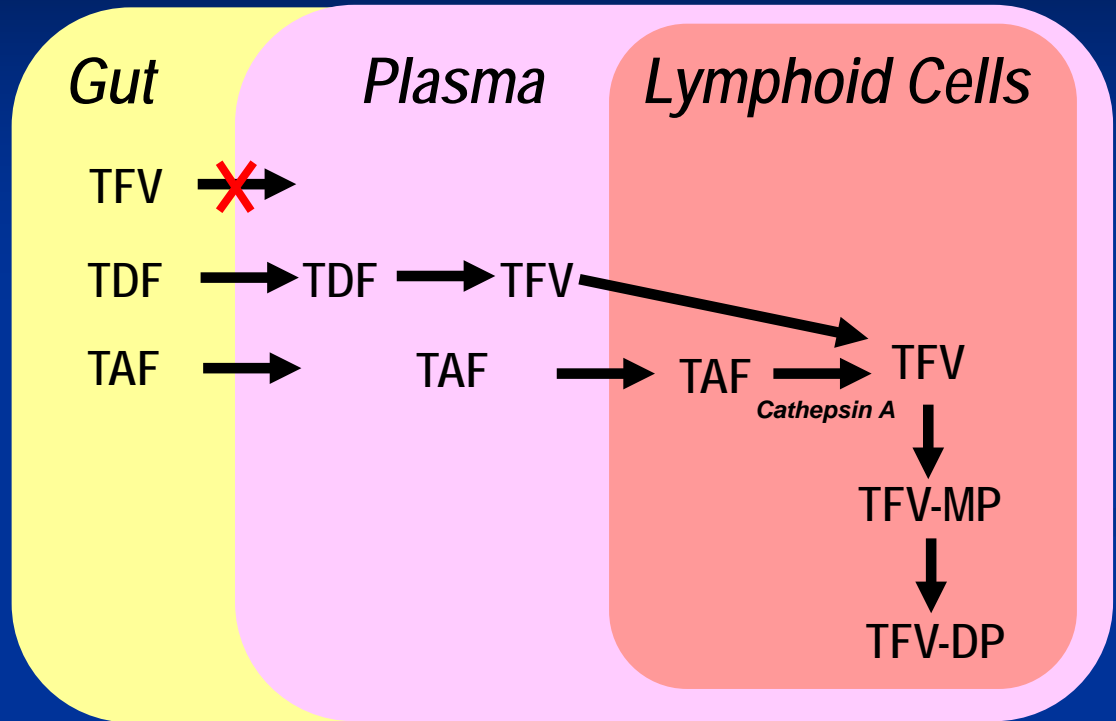 Gut Plasma Lymphoid Cells
TFV
TDF TDF TFV
TAF TAF TAF TFV
Cathepsin A
TFV-MP
TFV-DP